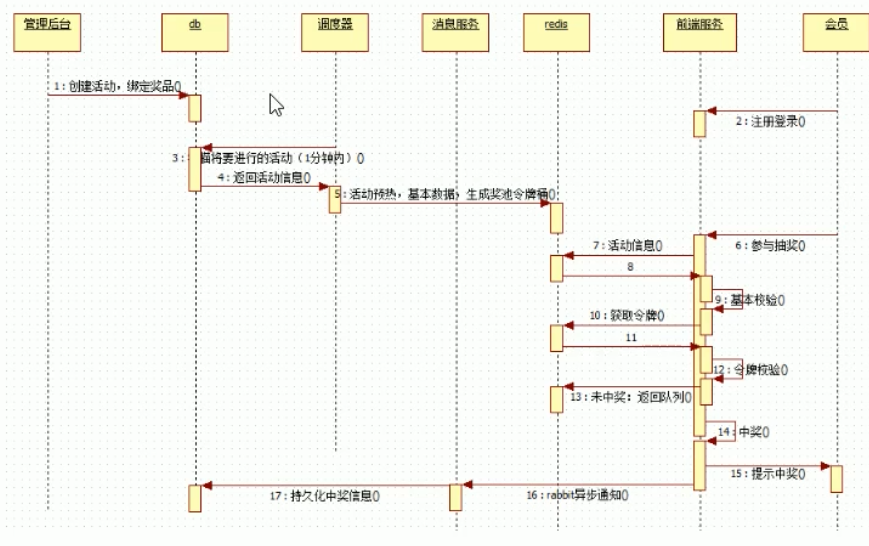 管理后台
db
调度器
消息服务
redis
前端服务
会员
1：创建活动，绑定奖品()
2：注册登录()
3：描将要进行的活动（1分钟内）()
4：返回活动信息()
5：活动预热，基本数据，生成奖池令牌桶()
6：参与抽奖()
7：活动信息()
8
9：基本校验()
10：获取令牌()
11
12：令牌校验()
13：未中奖：返回队列()
14：中奖()
15：提示中奖()
16：rabbit异步通知()
17：持久化中奖信息()